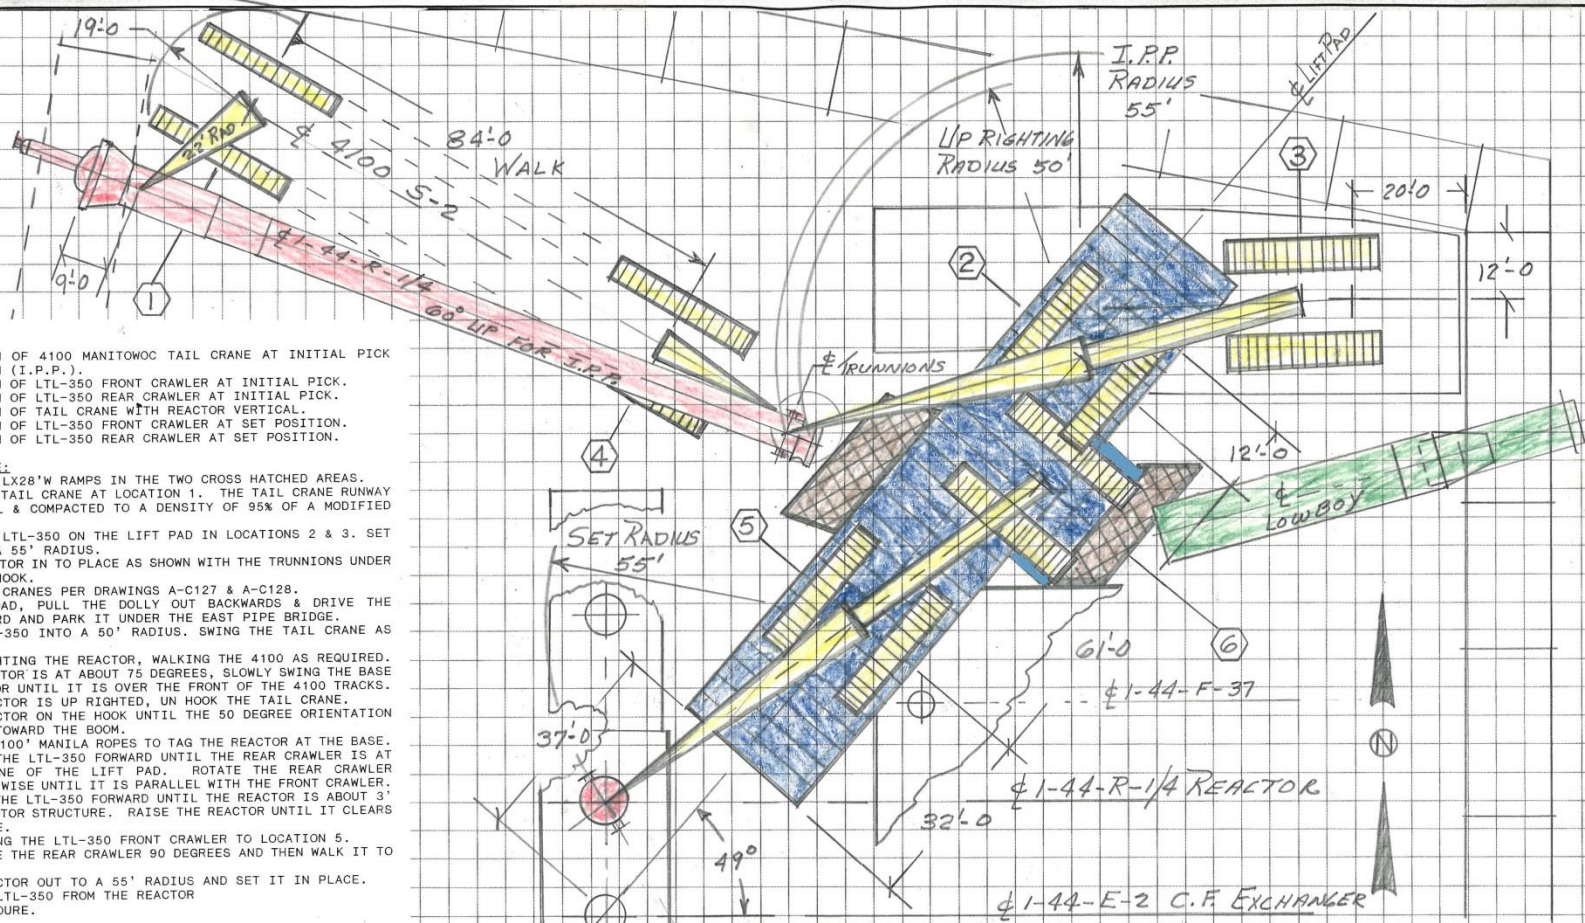 19'-0
22' RAD
₵ 4100 S-2
84'-0
WALK
9'-0
1
₵ 1-44-R-1/4
60° UP FOR I.P.P.
I.P.P.
RADIUS
55'
UP RIGHTING
RADIUS 50'
₵ LIFT PAD
3
20'-0
12'-0
2
₵ TRUNNIONS
4
12'-0
₵
LOWBOY
OF 4100 MANITOWOC TAIL CRANE AT INITIAL PICK
(I.P.P.).
OF LTL-350 FRONT CRAWLER AT INITIAL PICK.
OF LTL-350 REAR CRAWLER AT INITIAL PICK.
OF TAIL CRANE WITH REACTOR VERTICAL.
OF LTL-350 FRONT CRAWLER AT SET POSITION.
OF LTL-350 REAR CRAWLER AT SET POSITION.
E:
LX28'W RAMPS IN THE TWO CROSS HATCHED AREAS.
TAIL CRANE AT LOCATION 1. THE TAIL CRANE RUNWAY
L & COMPACTED TO A DENSITY OF 95% OF A MODIFIED
LTL-350 ON THE LIFT PAD IN LOCATIONS 2 & 3. SET
A 55' RADIUS.
TOR IN TO PLACE AS SHOWN WITH THE TRUNNIONS UNDER
HOOK.
CRANES PER DRAWINGS A-C127 & A-C128.
AD, PULL THE DOLLY OUT BACKWARDS & DRIVE THE
RD AND PARK IT UNDER THE EAST PIPE BRIDGE.
-350 INTO A 50' RADIUS. SWING THE TAIL CRANE AS
HTING THE REACTOR, WALKING THE 4100 AS REQUIRED.
TOR IS AT ABOUT 75 DEGREES, SLOWLY SWING THE BASE
OR UNTIL IT IS OVER THE FRONT OF THE 4100 TRACKS.
CTOR IS UP RIGHTED, UN HOOK THE TAIL CRANE.
CTOR ON THE HOOK UNTIL THE 50 DEGREE ORIENTATION
TOWARD THE BOOM.
100' MANILA ROPES TO TAG THE REACTOR AT THE BASE.
THE LTL-350 FORWARD UNTIL THE REAR CRAWLER IS AT
NE OF THE LIFT PAD. ROTATE THE REAR CRAWLER
WISE UNTIL IT IS PARALLEL WITH THE FRONT CRAWLER.
THE LTL-350 FORWARD UNTIL THE REACTOR IS ABOUT 3'
TOR STRUCTURE. RAISE THE REACTOR UNTIL IT CLEARS
E.
NG THE LTL-350 FRONT CRAWLER TO LOCATION 5.
E THE REAR CRAWLER 90 DEGREES AND THEN WALK IT TO
CTOR OUT TO A 55' RADIUS AND SET IT IN PLACE.
LTL-350 FROM THE REACTOR
DURE.
SET RADIUS
55'
5
6
61'-0
₵ 1-44-F-37
N
37'-0
₵ 1-44-R-1/4 REACTOR
32'-0
49°
₵ 1-44-E-2 C.F. EXCHANGER